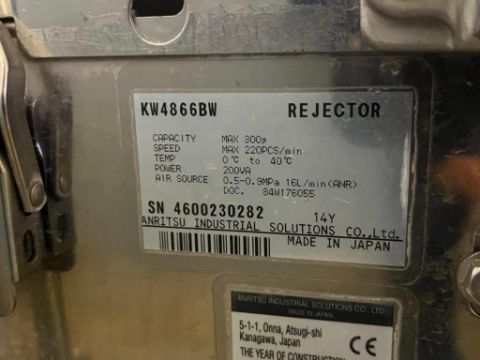 KW4866BW REJECTOR
CAPACITY MAX 800g
SPEED MAX 220PCS/min
TEMP 0℃ to 40℃
POWER 200VA
AIR SOURCE 0.5-0.9MPa 16L/min(ANR)
DOC. 84W176055
SN 4600230282 14Y
ANRITSU INDUSTRIAL SOLUTIONS CO.,Ltd.
MADE IN JAPAN
ANRITSU INDUSTRIAL SOLUTIONS CO., LTD.
MADE IN JAPAN
5-1-1, Onna, Atsugi-shi
Kanagawa, Japan
CE
THE YEAR OF CONSTRUCTION